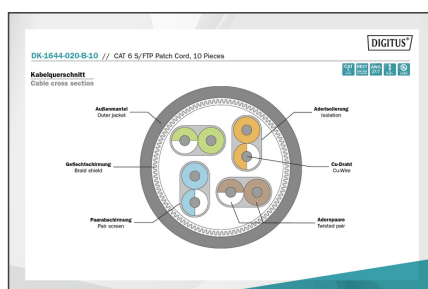 DIGITUS®
DK-1644-020-B-10 // CAT 6 S/FTP Patch Cord, 10 Pieces
Kabelquerschnitt
Cable cross section
Außenmantel
Outer jacket
Aderisolierung
Isolation
Geflechtschirmung
Braid shield
Cu-Draht
Cu-Wire
Paarabschirmung
Pair screen
Adernpaare
Twisted pair